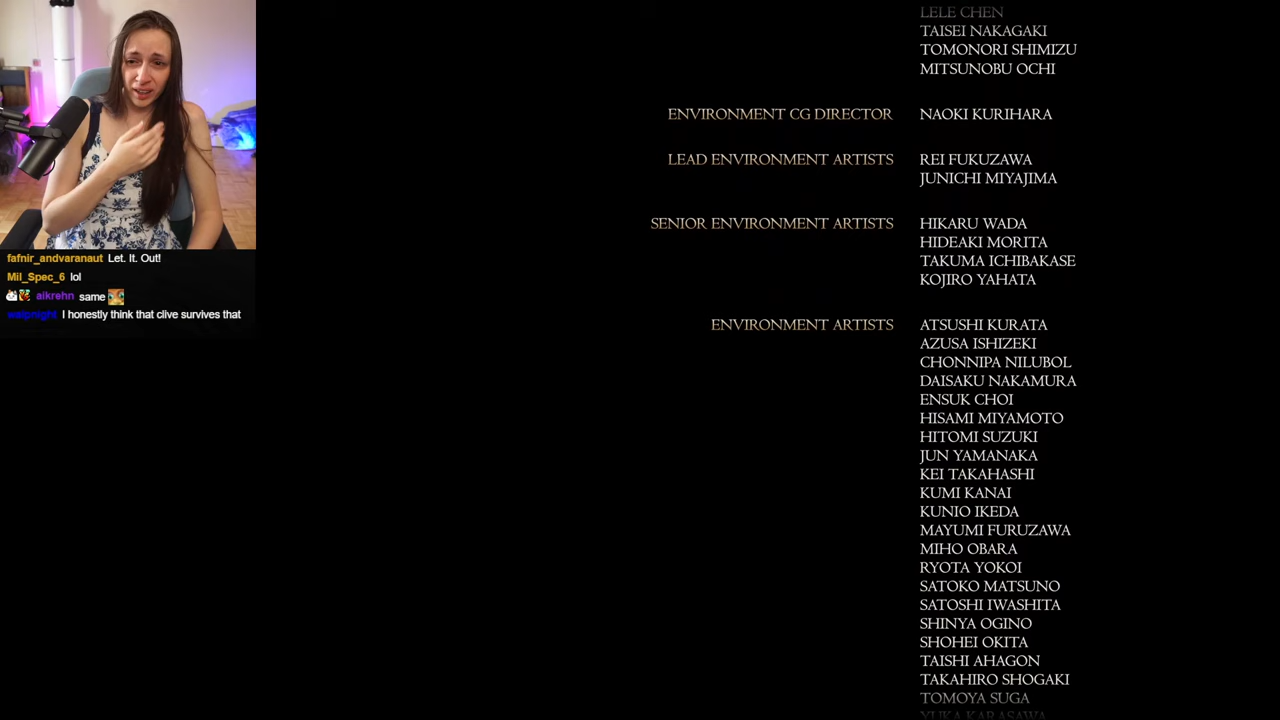 fafnir_andvaranaut Let. It. Out!
Mil_Spec_6 lol
aikrehn same
I honestly think that clive survives that
LELE CHEN
TAISEI NAKAGAKI
TOMONORI SHIMIZU
MITSUNOBU OCHI
ENVIRONMENT CG DIRECTOR NAOKI KURIHARA
LEAD ENVIRONMENT ARTISTS REI FUKUZAWA
JUNICHI MIYAJIMA
SENIOR ENVIRONMENT ARTISTS HIKARU WADA
HIDEAKI MORITA
TAKUMA ICHIBAKASE
KOJIRO YAHATA
ENVIRONMENT ARTISTS ATSUSHI KURATA
AZUSA ISHIZEKI
CHONNIPA NILUBOL
DAISAKU NAKAMURA
ENSUK CHOI
HISAMI MIYAMOTO
HITOMI SUZUKI
JUN YAMANAKA
KEI TAKAHASHI
KUMI KANAI
KUNIO IKEDA
MAYUMI FURUZAWA
MIHO OBARA
RYOTA YOKOI
SATOKO MATSUNO
SATOSHI IWASHITA
SHINYA OGINO
SHOHEI OKITA
TAISHI AHAGON
TAKAHIRO SHOGAKI
TOMOYA SUGA
YUKA KARASAWA